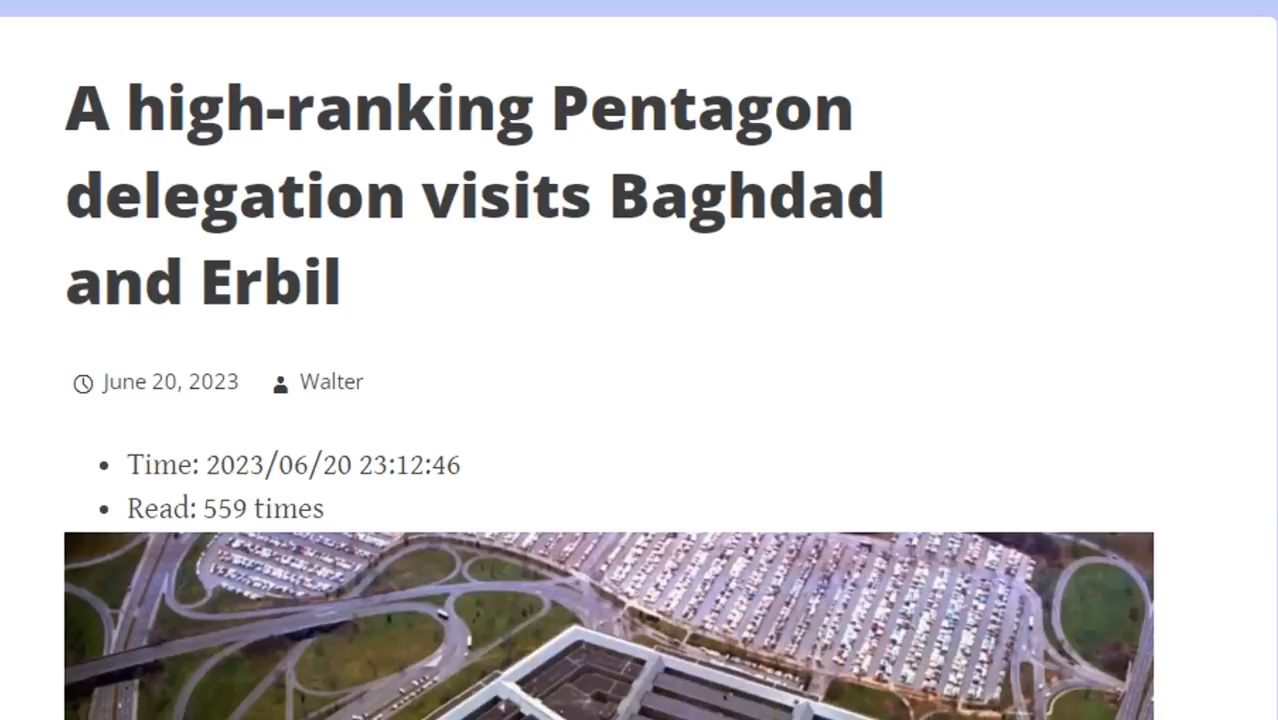 A high-ranking Pentagon
delegation visits Baghdad
and Erbil
June 20, 2023 Walter
Time: 2023/06/20 23:12:46
Read: 559 times